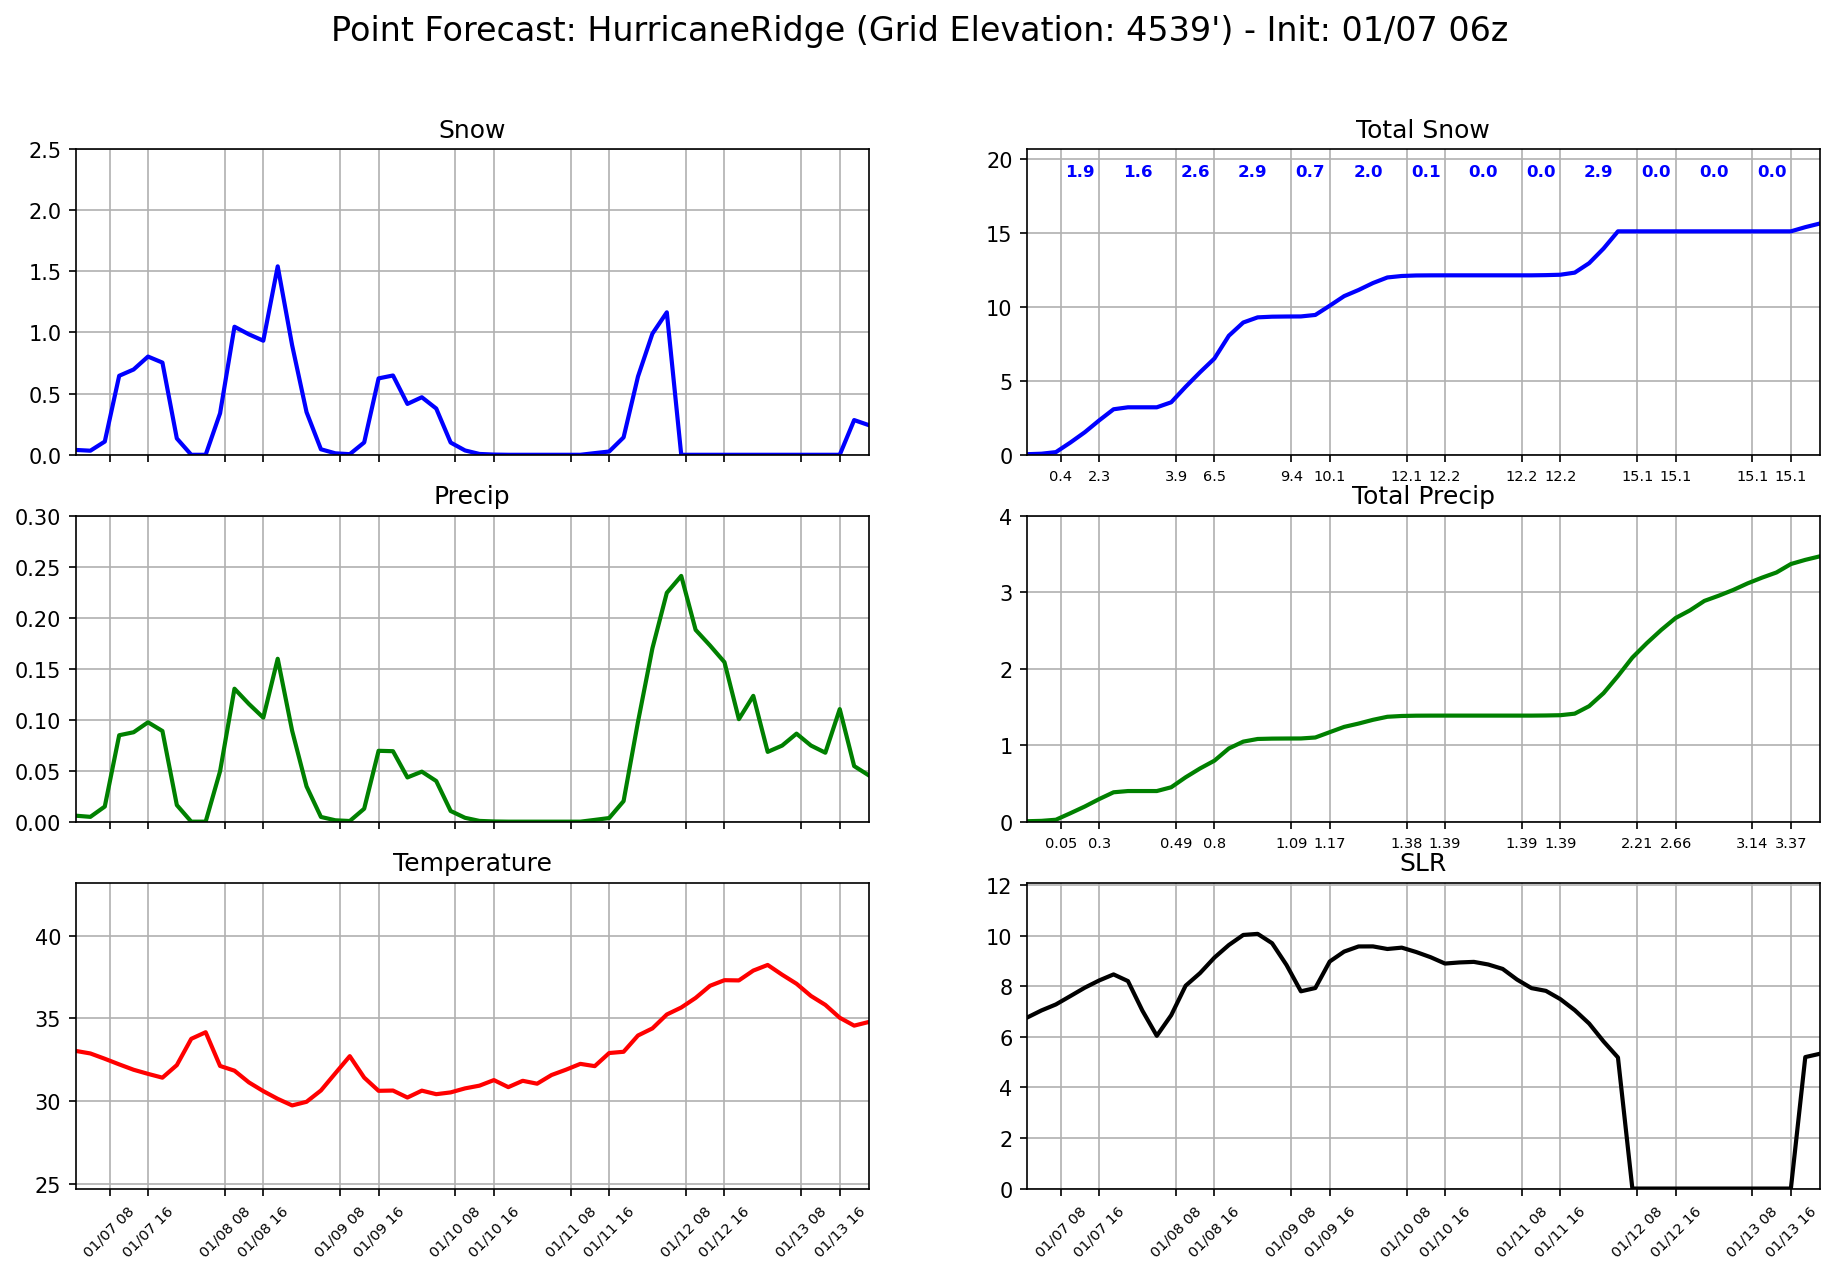 Point Forecast: HurricaneRidge (Grid Elevation: 4539') - Init: 01/07 06z
Snow
2.5
2.0
1.5
1.0
0.5
0.0
Total Snow
20
15
10
5
0
1.9 1.6 2.6 2.9 0.7 2.0 0.1 0.0 0.0 2.9 0.0 0.0 0.0
0.4 2.3 3.9 6.5 9.4 10.1 12.1 12.2 12.2 12.2 15.1 15.1 15.1 15.1
Precip
0.30
0.25
0.20
0.15
0.10
0.05
0.00
Total Precip
4
3
2
1
0
0.05 0.3 0.49 0.8 1.09 1.17 1.38 1.39 1.39 1.39 2.21 2.66 3.14 3.37
Temperature
40
35
30
25
01/07 08 01/07 16 01/08 08 01/08 16 01/09 08 01/09 16 01/10 08 01/10 16 01/11 08 01/11 16 01/12 08 01/12 16 01/13 08 01/13 16
SLR
12
10
8
6
4
2
0
01/07 08 01/07 16 01/08 08 01/08 16 01/09 08 01/09 16 01/10 08 01/10 16 01/11 08 01/11 16 01/12 08 01/12 16 01/13 08 01/13 16